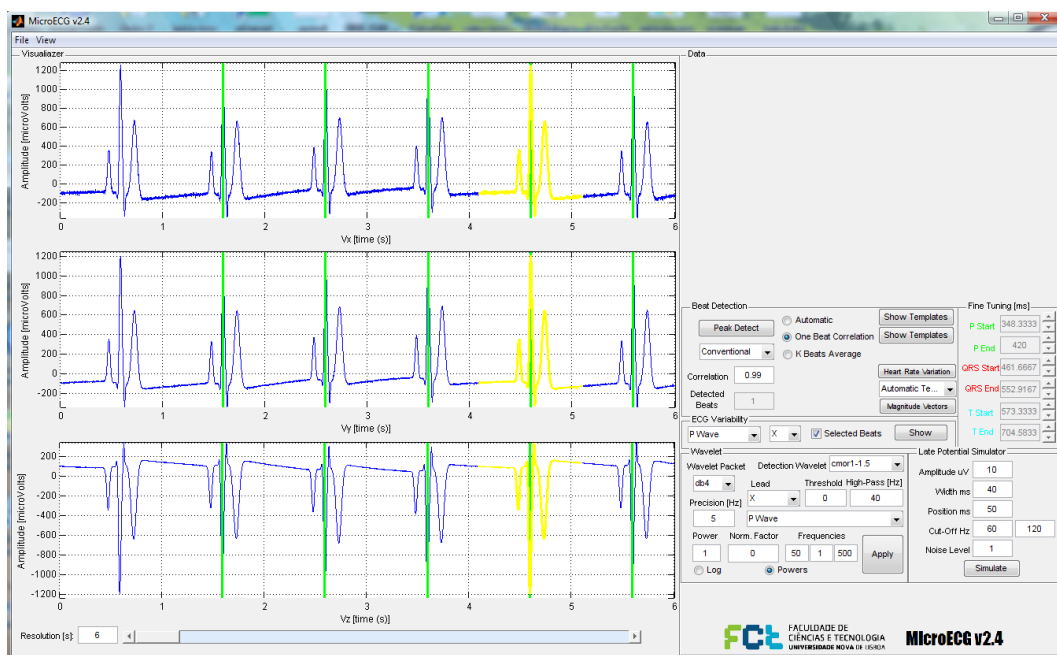 MicroECG v2.4
File View
Visualiazer
Data
1200
1000
800
600
400
200
0
-200
Amplitude [microVolts]
0 1 2 3 4 5 6
Vx [time (s)]
1200
1000
800
600
400
200
0
-200
Amplitude [microVolts]
0 1 2 3 4 5 6
Vy [time (s)]
200
0
-200
-400
-600
-800
-1000
-1200
Amplitude [microVolts]
0 1 2 3 4 5 6
Vz [time (s)]
Resolution [s]: 6
Beat Detection
Peak Detect
Automatic
Show Templates
One Beat Correlation
Show Templates
Conventional
K Beats Average
Correlation 0.99
Heart Rate Variation
Detected Beats 1
Automatic Te...
Magnitude Vectors
Fine Tuning [ms]
P Start 348.3333
P End 420
QRS Start 461.6667
QRS End 552.9167
T Start 573.3333
T End 704.5833
ECG Variability
P Wave X Selected Beats Show
Wavelet
Wavelet Packet Detection Wavelet cmor1-1.5
db4 Lead Threshold High-Pass [Hz]
X 0 40
Precision [Hz]
5 P Wave
Power Norm. Factor Frequencies
1 0 50 1 500 Apply
Log Powers
Late Potential Simulator
Amplitude uV 10
Width ms 40
Position ms 50
Cut-Off Hz 60 120
Noise Level 1
Simulate
FCt FACULDADE DE
CIÊNCIAS E TECNOLOGIA
UNIVERSIDADE NOVA DE LISBOA
MicroECG v2.4